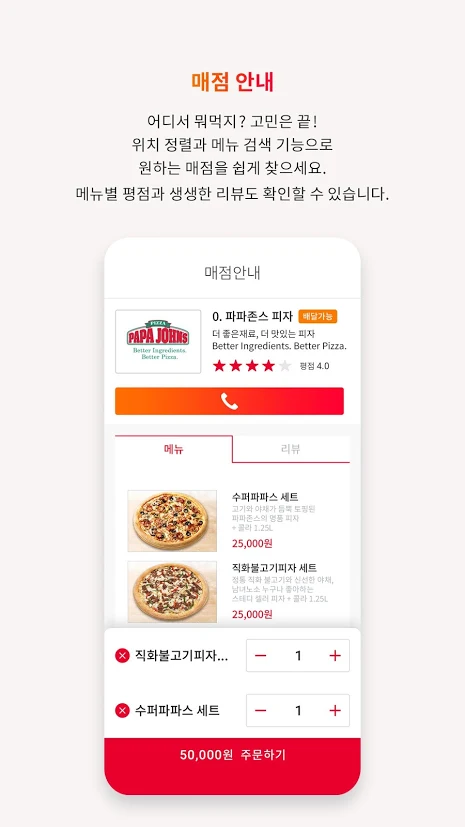 매점 안내
어디서 뭐먹지? 고민은 끝!
위치 정렬과 메뉴 검색 기능으로
원하는 매점을 쉽게 찾으세요.
메뉴별 평점과 생생한 리뷰도 확인할 수 있습니다.
매점안내
PIZZA
PAPA JOHNS
Better Ingredients.
Better Pizza.
0. 파파존스 피자 배달가능
더 좋은재료, 더 맛있는 피자
Better Ingredients. Better Pizza.
평점 4.0
메뉴 리뷰
수퍼파파스 세트
고기와 야채가 듬뿍 토핑된
파파존스의 명품 피자
+ 콜라 1.25L
25,000원
직화불고기피자 세트
정통 직화 불고기와 신선한 야채,
남녀노소 누구나 좋아하는
스테디 셀러 피자 + 콜라 1.25L
25,000원
직화불고기피자... 1
수퍼파파스 세트 1
50,000원 주문하기